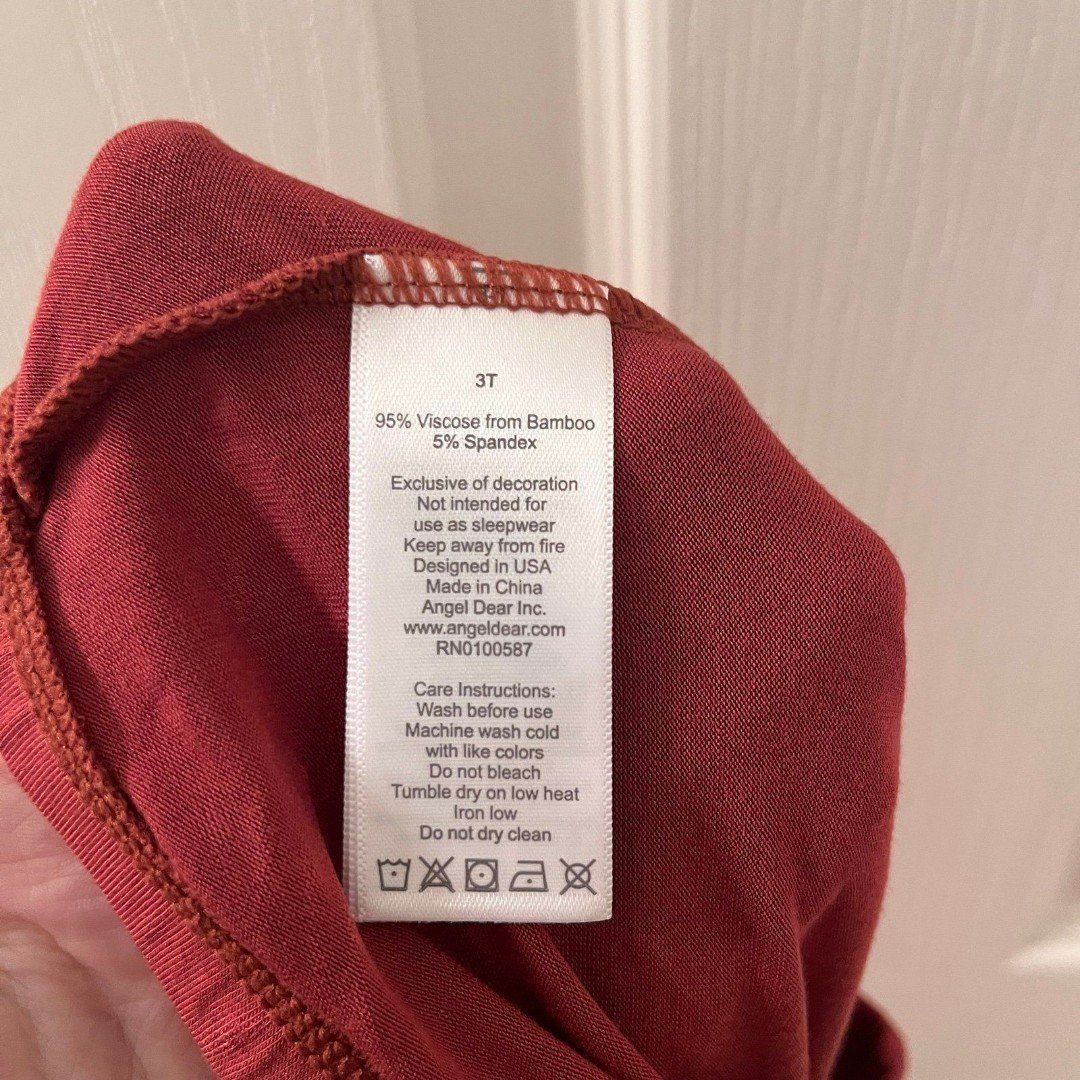 3T
95% Viscose from Bamboo
5% Spandex
Exclusive of decoration
Not intended for
use as sleepwear
Keep away from fire
Designed in USA
Made in China
Angel Dear Inc.
www.angeldear.com
RN0100587
Care Instructions:
Wash before use
Machine wash cold
with like colors
Do not bleach
Tumble dry on low heat
Iron low
Do not dry clean